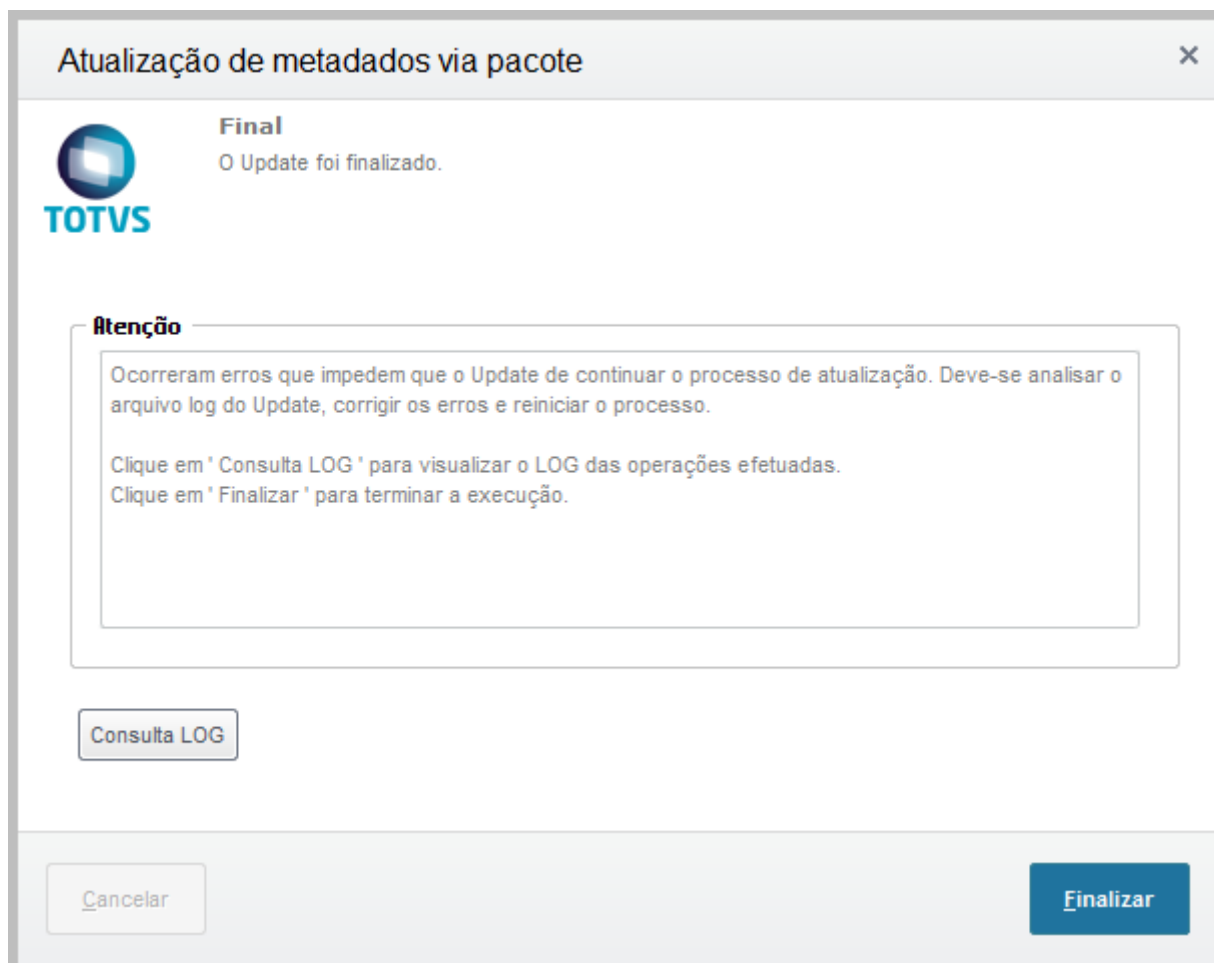 Atualização de metadados via pacote
×
Final
O Update foi finalizado.
TOTVS
Atenção
Ocorreram erros que impedem que o Update de continuar o processo de atualização. Deve-se analisar o
arquivo log do Update, corrigir os erros e reiniciar o processo.
Clique em ' Consulta LOG ' para visualizar o LOG das operações efetuadas.
Clique em ' Finalizar ' para terminar a execução.
Consulta LOG
Cancelar
Finalizar